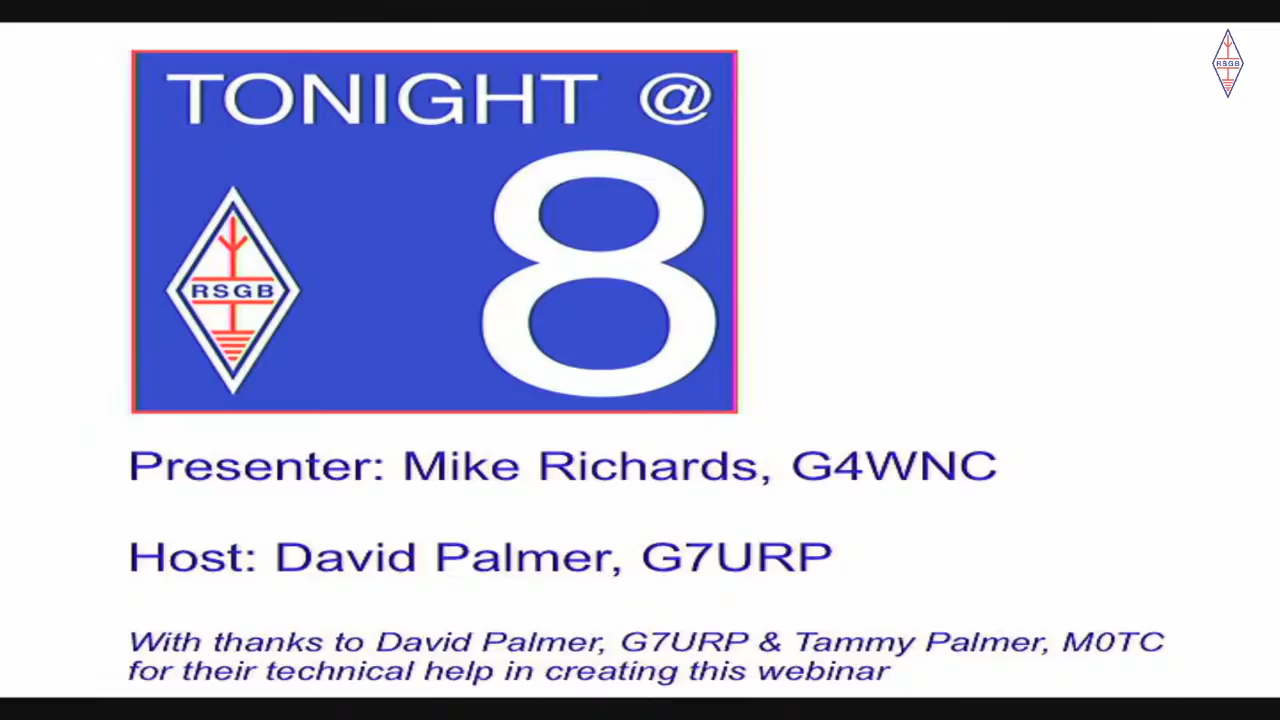 TONIGHT @
8
RSGB
RSGB
Presenter: Mike Richards, G4WNC
Host: David Palmer, G7URP
With thanks to David Palmer, G7URP & Tammy Palmer, M0TC
for their technical help in creating this webinar